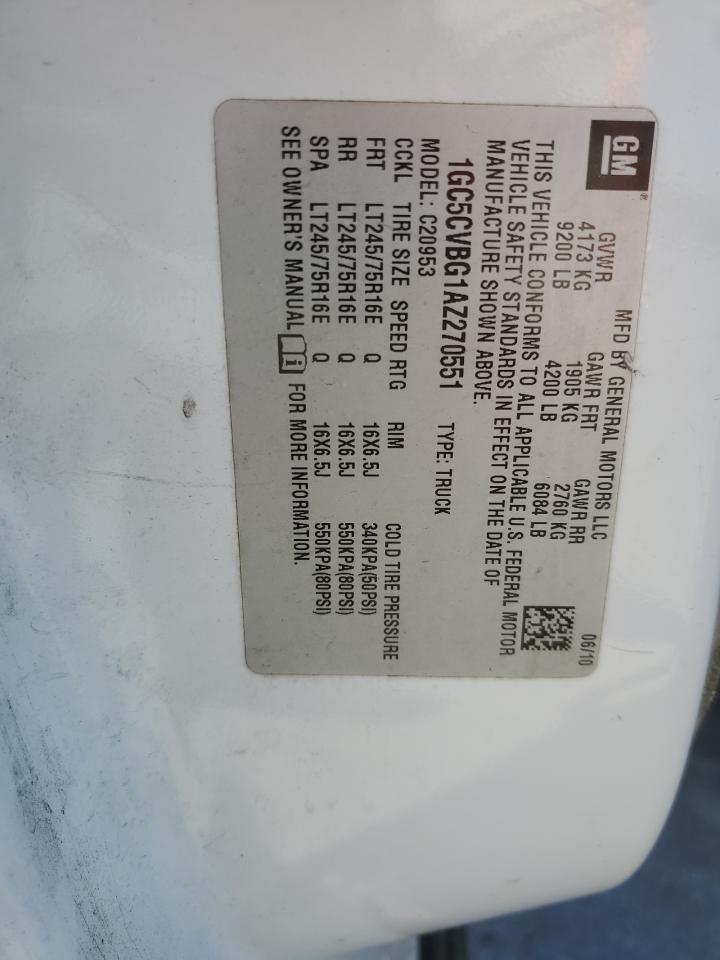 GM®
MFD BY GENERAL MOTORS LLC 06/10
GVWR GAWR FRT GAWR RR
4173 KG 1905 KG 2760 KG
9200 LB 4200 LB 6084 LB
THIS VEHICLE CONFORMS TO ALL APPLICABLE U.S. FEDERAL MOTOR
VEHICLE SAFETY STANDARDS IN EFFECT ON THE DATE OF
MANUFACTURE SHOWN ABOVE.
1GC5CVBG1AZ270551 TYPE: TRUCK
MODEL: C20953
CCKL TIRE SIZE SPEED RTG RIM COLD TIRE PRESSURE
FRT LT245/75R16E Q 16X6.5J 340KPA(50PSI)
RR LT245/75R16E Q 16X6.5J 550KPA(80PSI)
SPA LT245/75R16E Q 16X6.5J 550KPA(80PSI)
SEE OWNER'S MANUAL FOR MORE INFORMATION.